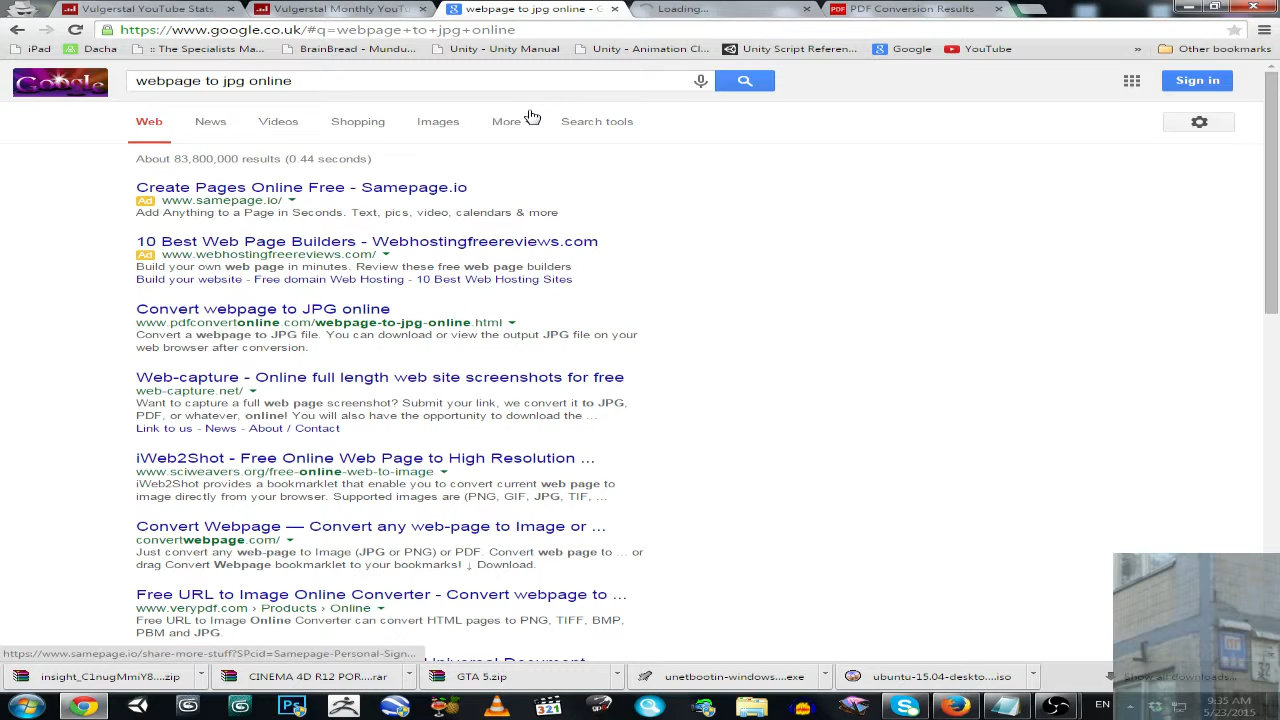 Vulgerstal YouTube Stats
Vulgerstal Monthly YouTu
webpage to jpg online - G
Loading...
PDF Conversion Results
https://www.google.co.uk/#q=webpage+to+jpg+online
iPad
Dacha
:: The Specialists Ma...
BrainBread - Mundu...
Unity - Unity Manual
Unity - Animation Cl...
UnityScript Referen...
Google
YouTube
»
Other bookmarks
Google
webpage to jpg online
Sign in
Web
News
Videos
Shopping
Images
More
Search tools
About 83,800,000 results (0.44 seconds)
Create Pages Online Free - Samepage.io
Ad www.samepage.io/
Add Anything to a Page in Seconds. Text, pics, video, calendars & more
10 Best Web Page Builders - Webhostingfreereviews.com
Ad www.webhostingfreereviews.com/
Build your own web page in minutes. Review these free web page builders
Build your website - Free domain Web Hosting - 10 Best Web Hosting Sites
Convert webpage to JPG online
www.pdfconvertonline.com/webpage-to-jpg-online.html
Convert a webpage to JPG file. You can download or view the output JPG file on your
web browser after conversion.
Web-capture - Online full length web site screenshots for free
web-capture.net/
Want to capture a full web page screenshot? Submit your link, we convert it to JPG,
PDF, or whatever, online! You will also have the opportunity to download the ...
Link to us - News - About / Contact
iWeb2Shot - Free Online Web Page to High Resolution ...
www.sciweavers.org/free-online-web-to-image
iWeb2Shot provides a bookmarklet that enable you to convert current web page to
image directly from your browser. Supported images are (PNG, GIF, JPG, TIF, ...
Convert Webpage — Convert any web-page to Image or ...
convertwebpage.com/
Just convert any web-page to Image (JPG or PNG) or PDF. Convert web page to ... or
drag Convert Webpage bookmarklet to your bookmarks! ↓ Download.
Free URL to Image Online Converter - Convert webpage to ...
www.verypdf.com › Products › Online
Free URL to Image Online Converter can convert HTML pages to PNG, TIFF, BMP,
PBM and JPG.
https://www.samepage.io/share-more-stuff?SPcid=Samepage-Personal-Sign...
Universal Document
insight_C1nugMmiY8....zip
CINEMA 4D R12 POR....rar
GTA 5.zip
unetbootin-windows....exe
ubuntu-15.04-deskto....iso
Show all downloads...
321
EN
9:35 AM
5/23/2015